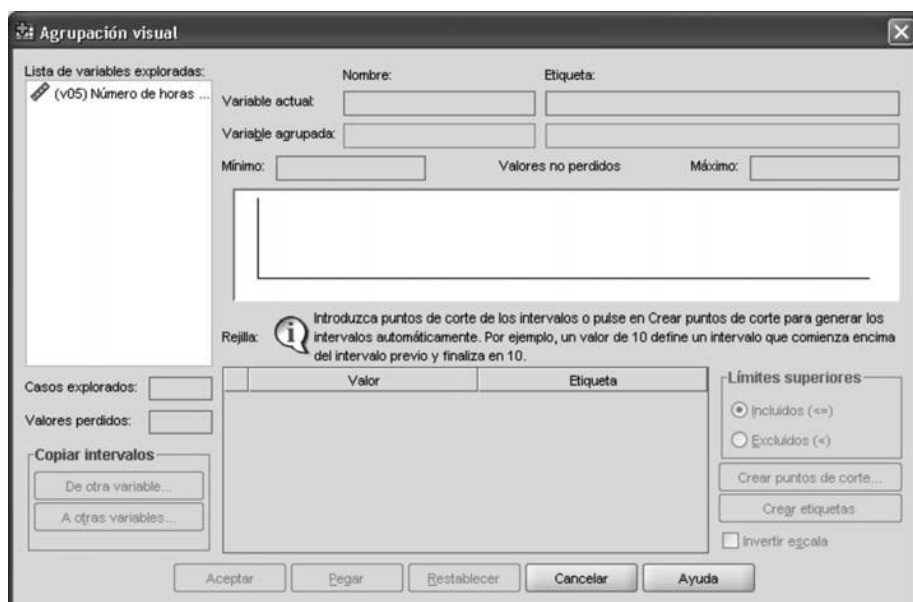 Agrupación visual
Lista de variables exploradas:
(v05) Número de horas ...
Nombre:
Etiqueta:
Variable actual:
Variable agrupada:
Mínimo:
Valores no perdidos
Máximo:
Rejilla:
Introduzca puntos de corte de los intervalos o pulse en Crear puntos de corte para generar los
intervalos automáticamente. Por ejemplo, un valor de 10 define un intervalo que comienza encima
del intervalo previo y finaliza en 10.
Casos explorados:
Valores perdidos:
Copiar intervalos
De otra variable...
A otras variables...
Valor
Etiqueta
Límites superiores
Incluidos (<=)
Excluidos (<)
Crear puntos de corte...
Crear etiquetas
Invertir escala
Aceptar
Pegar
Restablecer
Cancelar
Ayuda